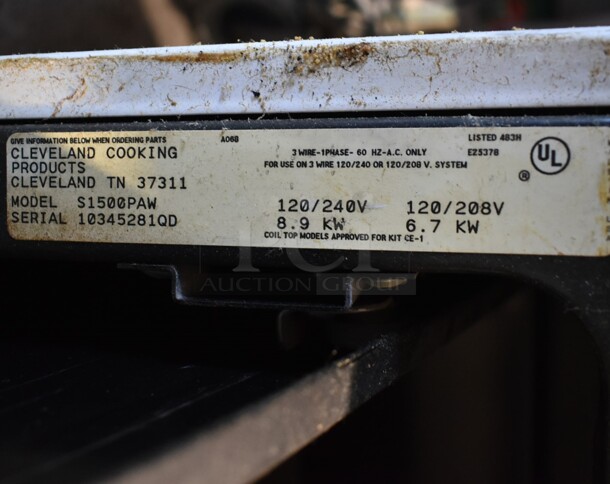 GIVE INFORMATION BELOW WHEN ORDERING PARTS
CLEVELAND COOKING
PRODUCTS
CLEVELAND TN 37311
MODEL S1500PAW
SERIAL 10345281QD
A068
3 WIRE-1PHASE- 60 HZ-A.C. ONLY
FOR USE ON 3 WIRE 120/240 OR 120/208 V. SYSTEM
120/240V 120/208V
8.9 KW 6.7 KW
COIL TOP MODELS APPROVED FOR KIT CE-1
LISTED 483H
E25378
UL
®
TCI
AUCTION GROUP